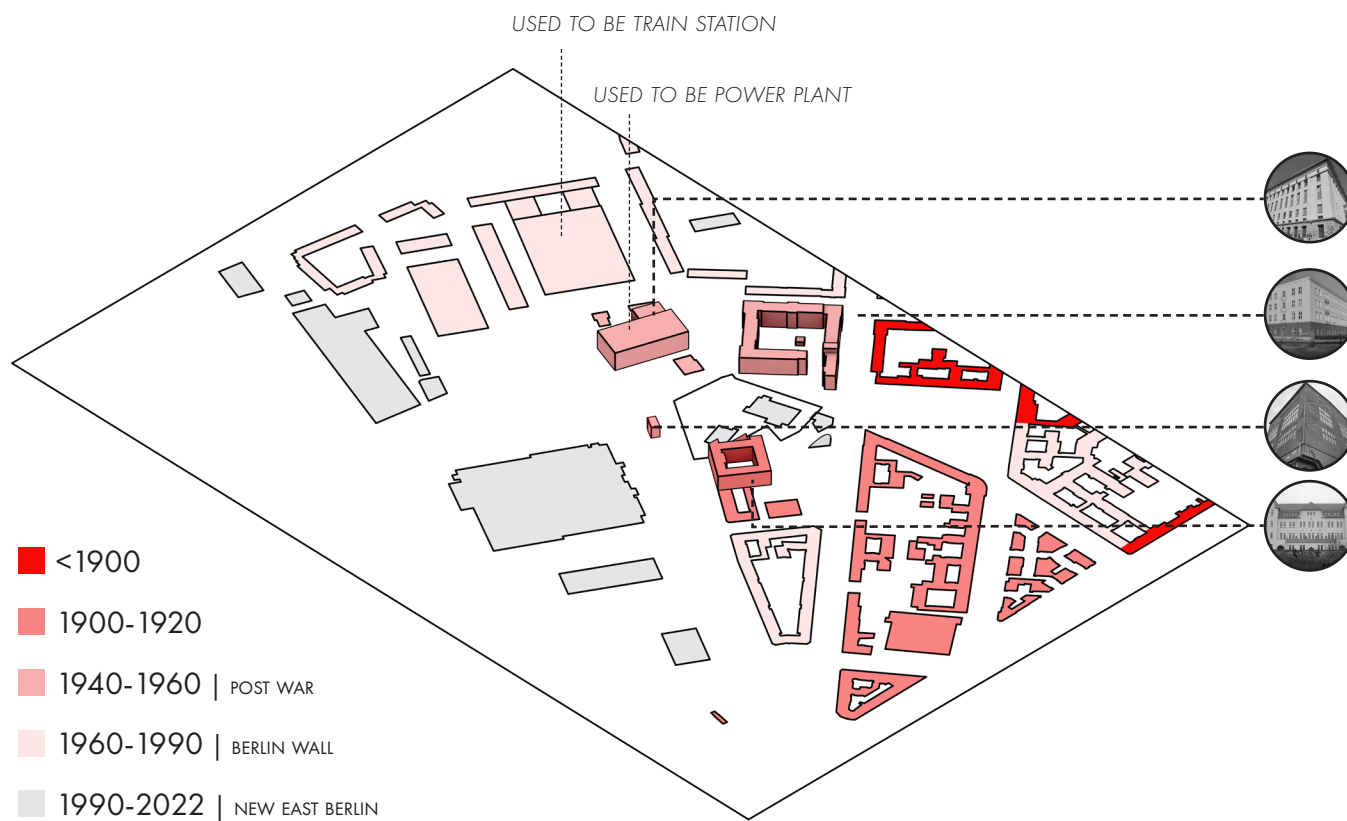 USED TO BE TRAIN STATION
USED TO BE POWER PLANT
<1900
1900-1920
1940-1960 | POST WAR
1960-1990 | BERLIN WALL
1990-2022 | NEW EAST BERLIN